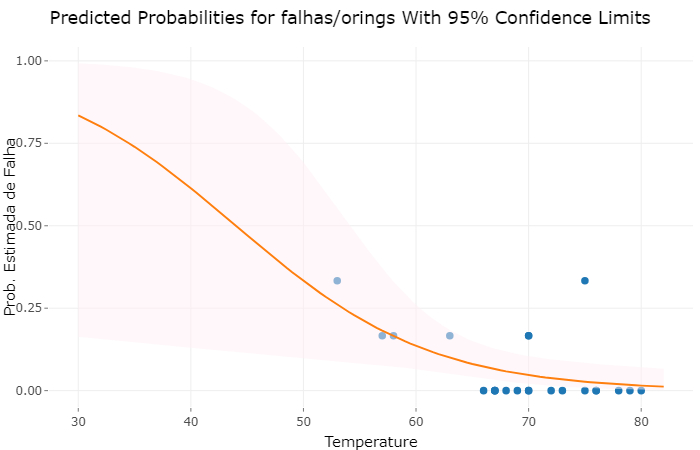 Predicted Probabilities for falhas/orings With 95% Confidence Limits
Prob. Estimada de Falha
1.00
0.75
0.50
0.25
0.00
30 40 50 60 70 80
Temperature